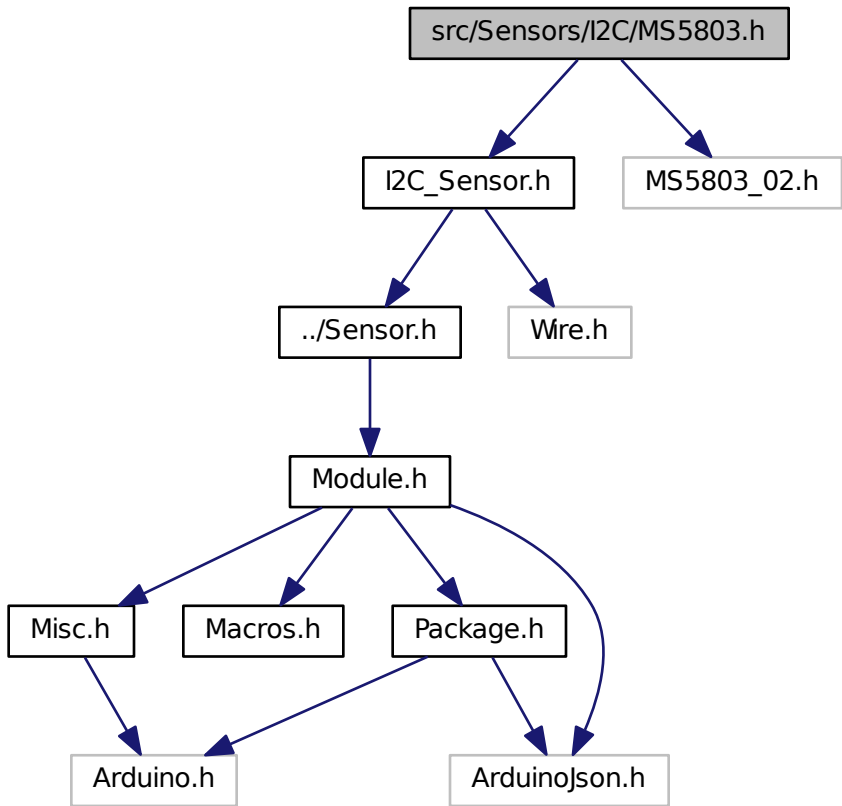 src/Sensors/I2C/MS5803.h
I2C_Sensor.h
MS5803_02.h
../Sensor.h
Wire.h
Module.h
Misc.h
Macros.h
Package.h
Arduino.h
ArduinoJson.h